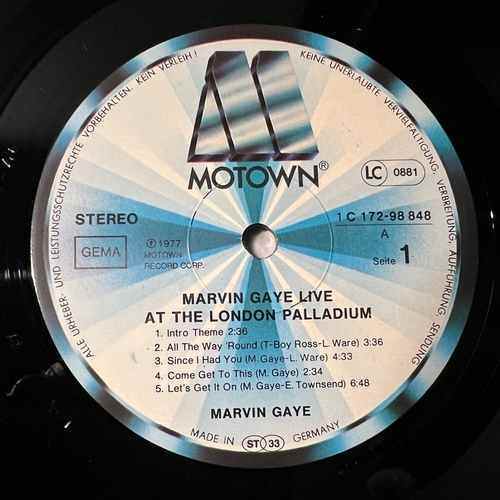 ALLE URHEBER- UND LEISTUNGSSCHUTZRECHTE VORBEHALTEN. KEIN VERLEIH! KEINE UNERLAUBTE VERVIELFÄLTIGUNG, VERBREITUNG, AUFFÜHRUNG, SENDUNG
MOTOWN®
LC 0881
STEREO
1 C 172-98 848
A
GEMA
Ⓟ 1977
MOTOWN
RECORD CORP.
Seite 1
MARVIN GAYE LIVE
AT THE LONDON PALLADIUM
1. Intro Theme 2:36
2. All The Way 'Round (T-Boy Ross-L. Ware) 3:36
3. Since I Had You (M. Gaye-L. Ware) 4:33
4. Come Get To This (M. Gaye) 2:34
5. Let's Get It On (M. Gaye-E. Townsend) 6:48
MARVIN GAYE
MADE IN ST 33 GERMANY